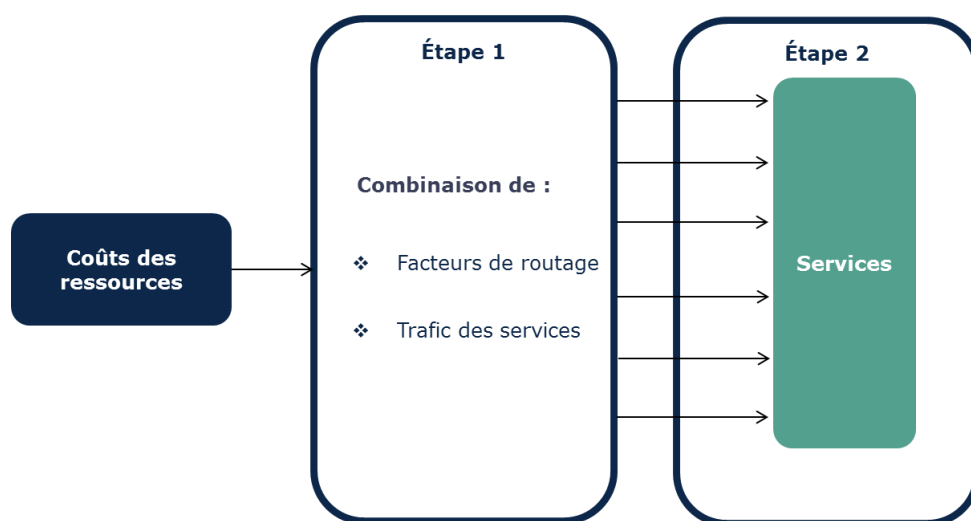 Étape 1
Étape 2
Combinaison de :
Coûts des
ressources
❖ Facteurs de routage
❖ Trafic des services
Services